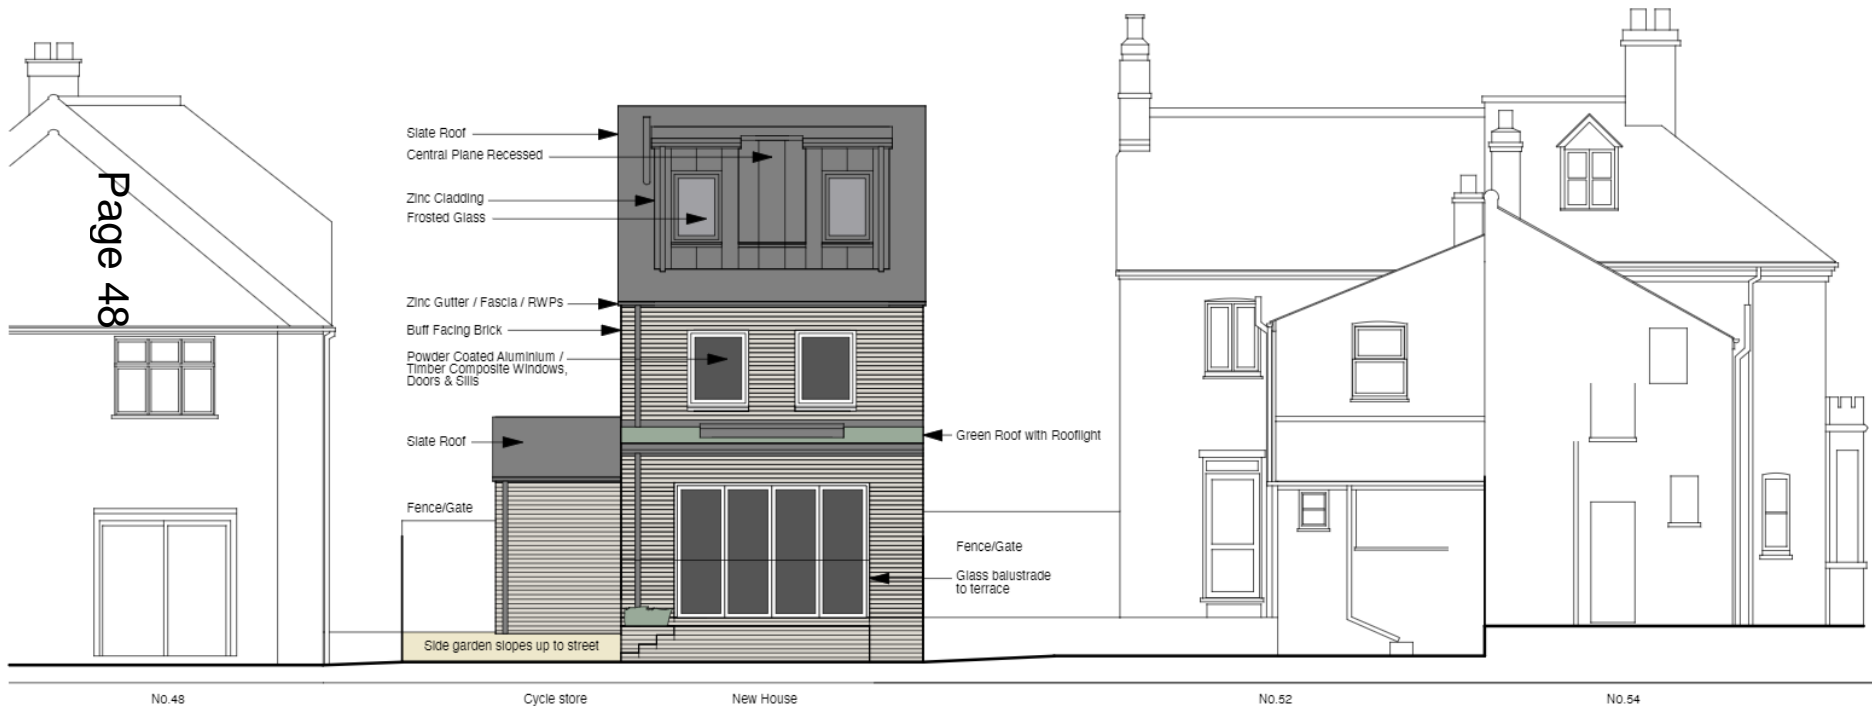 Page 48
Slate Roof
Central Plane Recessed
Zinc Cladding
Frosted Glass
Zinc Gutter / Fascia / RWPs
Buff Facing Brick
Powder Coated Aluminium /
Timber Composite Windows,
Doors & Sills
Slate Roof
Green Roof with Rooflight
Fence/Gate
Fence/Gate
Glass balustrade
to terrace
Side garden slopes up to street
No.48
Cycle store
New House
No.52
No.54